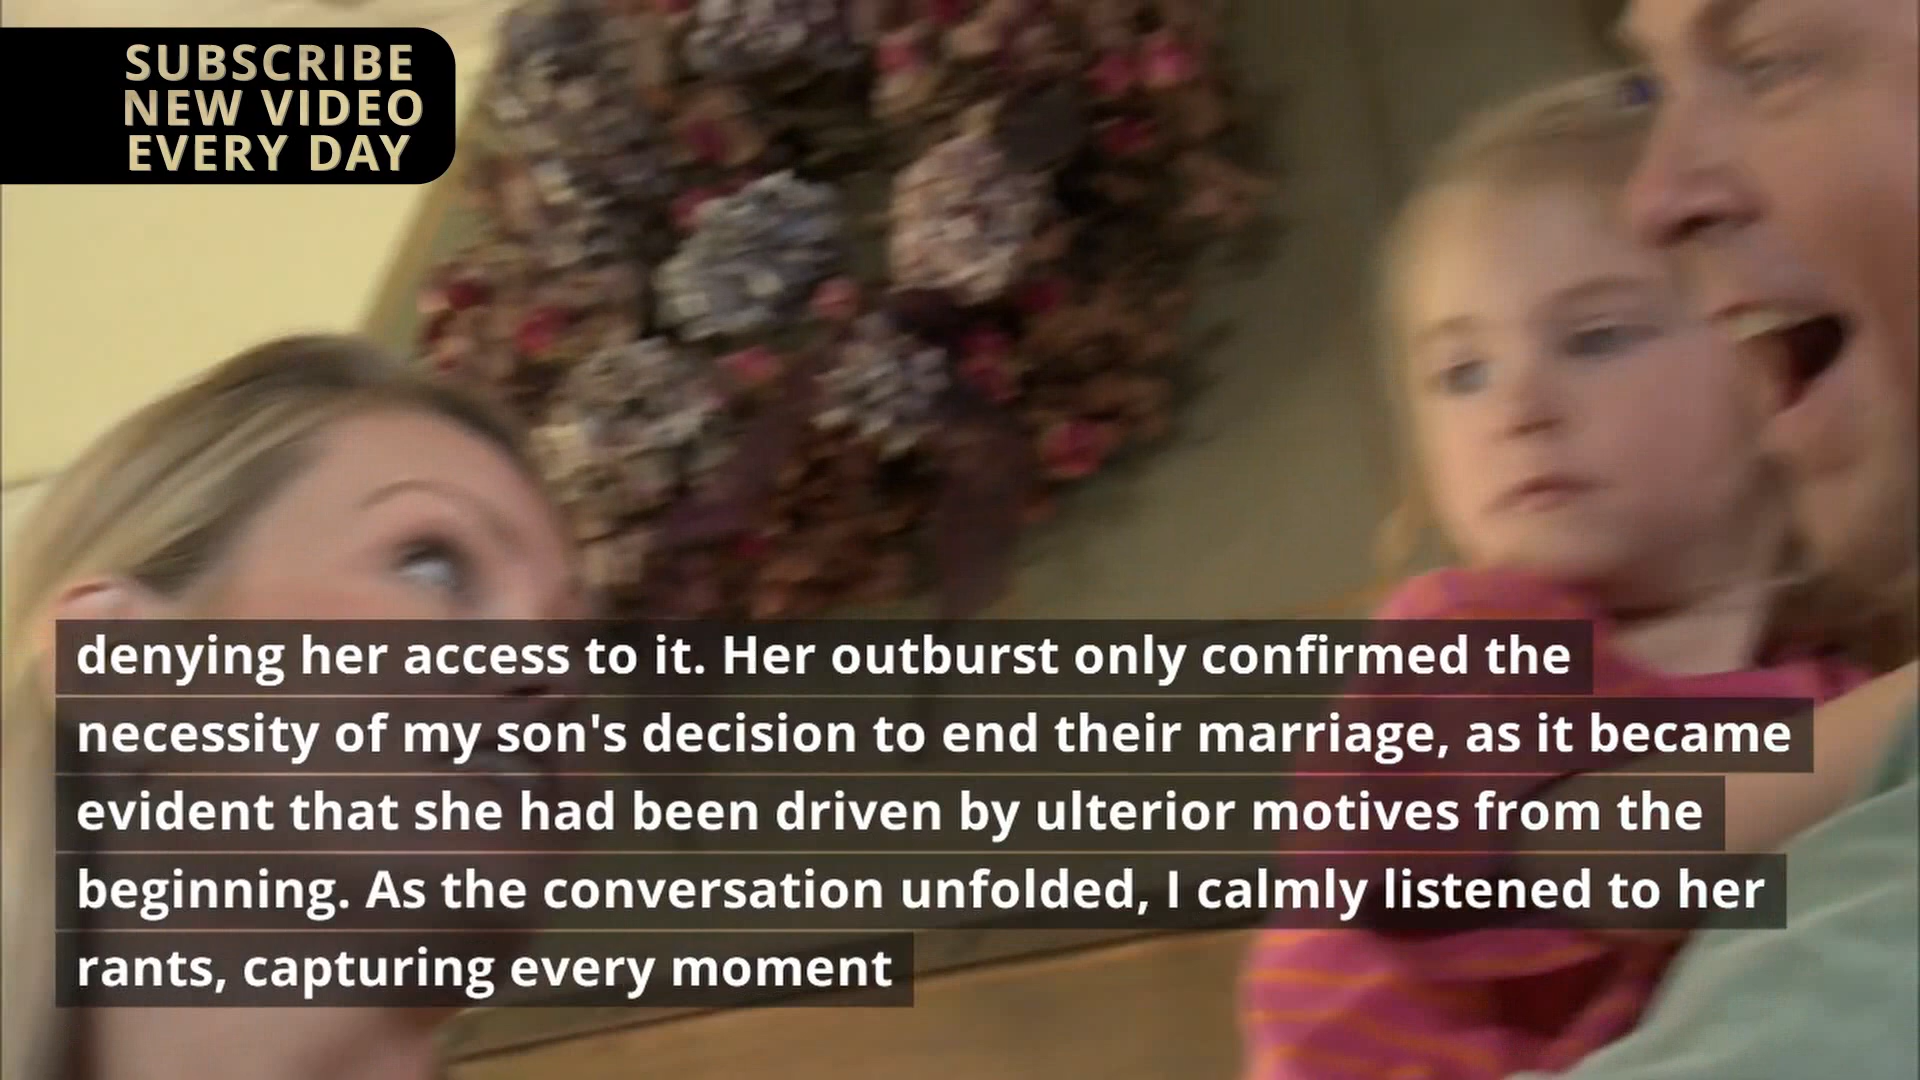 SUBSCRIBE
NEW VIDEO
EVERY DAY
denying her access to it. Her outburst only confirmed the
necessity of my son's decision to end their marriage, as it became
evident that she had been driven by ulterior motives from the
beginning. As the conversation unfolded, I calmly listened to her
rants, capturing every moment